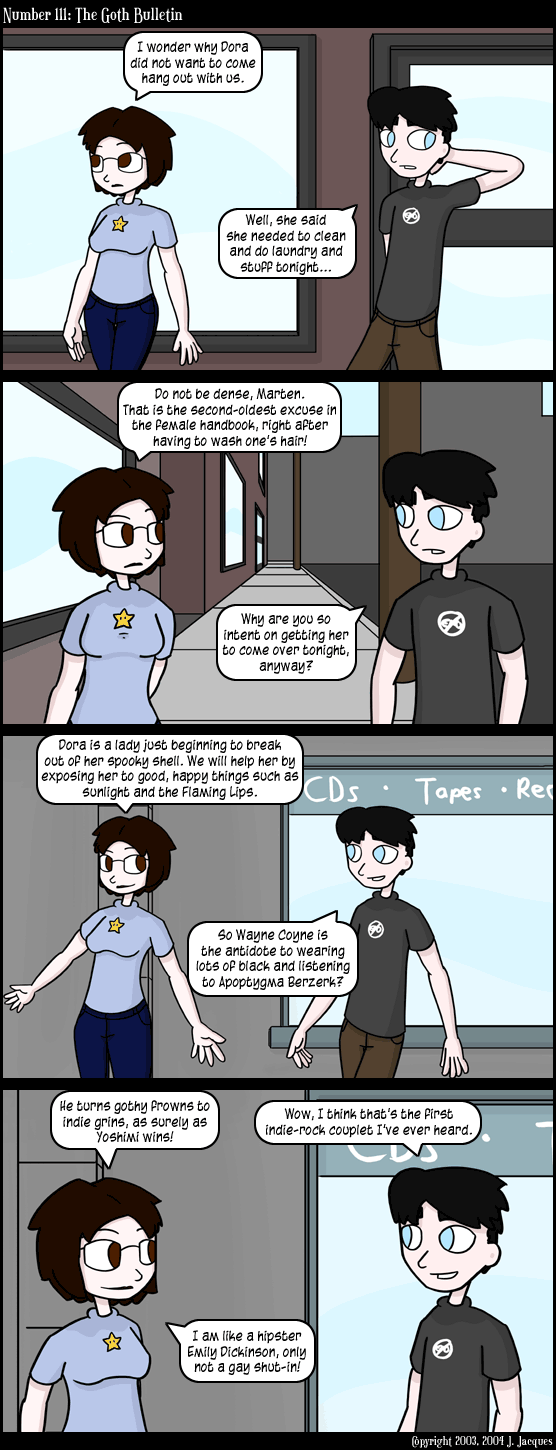 Number 111: The Goth Bulletin
I wonder why Dora
did not want to come
hang out with us.
Well, she said
she needed to clean
and do laundry and
stuff tonight...
Do not be dense, Marten.
That is the second-oldest excuse in
the female handbook, right after
having to wash one's hair!
Why are you so
intent on getting her
to come over tonight,
anyway?
Dora is a lady just beginning to break
out of her spooky shell. We will help her by
exposing her to good, happy things such as
sunlight and the Flaming Lips.
CDs · Tapes · Rec
So Wayne Coyne is
the antidote to wearing
lots of black and listening
to Apoptygma Berzerk?
He turns gothy frowns to
indie grins, as surely as
Yoshimi wins!
Wow, I think that's the first
indie-rock couplet I've ever heard.
CDs · T
I am like a hipster
Emily Dickinson, only
not a gay shut-in!
Copyright 2003, 2004 J. Jacques